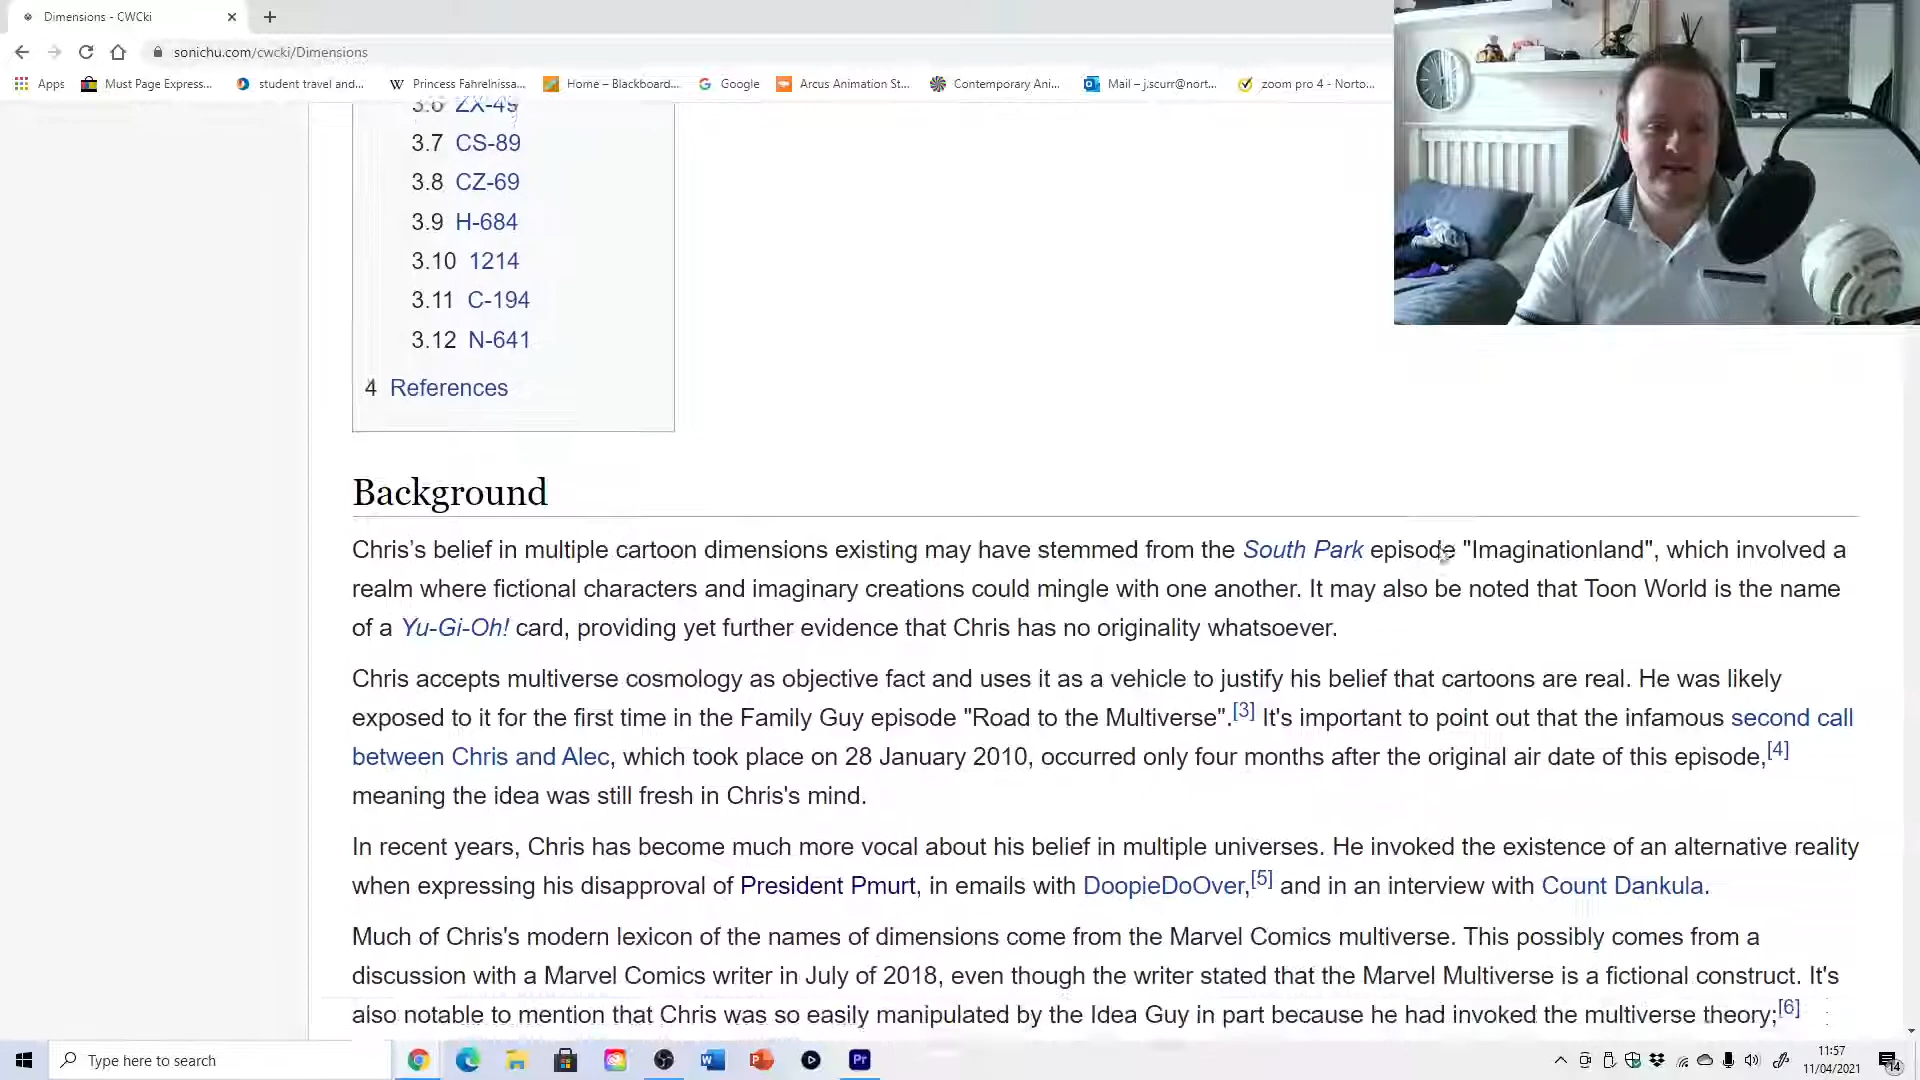 Dimensions - CWCki
sonichu.com/cwcki/Dimensions
Apps Must Page Express... student travel and... Princess Fahrelnissa... Home – Blackboard... Google Arcus Animation St... Contemporary Ani... Mail – j.scurr@nort... zoom pro 4 - Norto...
3.6 ZX-49
3.7 CS-89
3.8 CZ-69
3.9 H-684
3.10 1214
3.11 C-194
3.12 N-641
4 References
Background
Chris's belief in multiple cartoon dimensions existing may have stemmed from the South Park episode "Imaginationland", which involved a
realm where fictional characters and imaginary creations could mingle with one another. It may also be noted that Toon World is the name
of a Yu-Gi-Oh! card, providing yet further evidence that Chris has no originality whatsoever.
Chris accepts multiverse cosmology as objective fact and uses it as a vehicle to justify his belief that cartoons are real. He was likely
exposed to it for the first time in the Family Guy episode "Road to the Multiverse".[3] It's important to point out that the infamous second call
between Chris and Alec, which took place on 28 January 2010, occurred only four months after the original air date of this episode,[4]
meaning the idea was still fresh in Chris's mind.
In recent years, Chris has become much more vocal about his belief in multiple universes. He invoked the existence of an alternative reality
when expressing his disapproval of President Pmurt, in emails with DoopieDoOver,[5] and in an interview with Count Dankula.
Much of Chris's modern lexicon of the names of dimensions come from the Marvel Comics multiverse. This possibly comes from a
discussion with a Marvel Comics writer in July of 2018, even though the writer stated that the Marvel Multiverse is a fictional construct. It's
also notable to mention that Chris was so easily manipulated by the Idea Guy in part because he had invoked the multiverse theory;[6]
Type here to search
11:57
11/04/2021
14